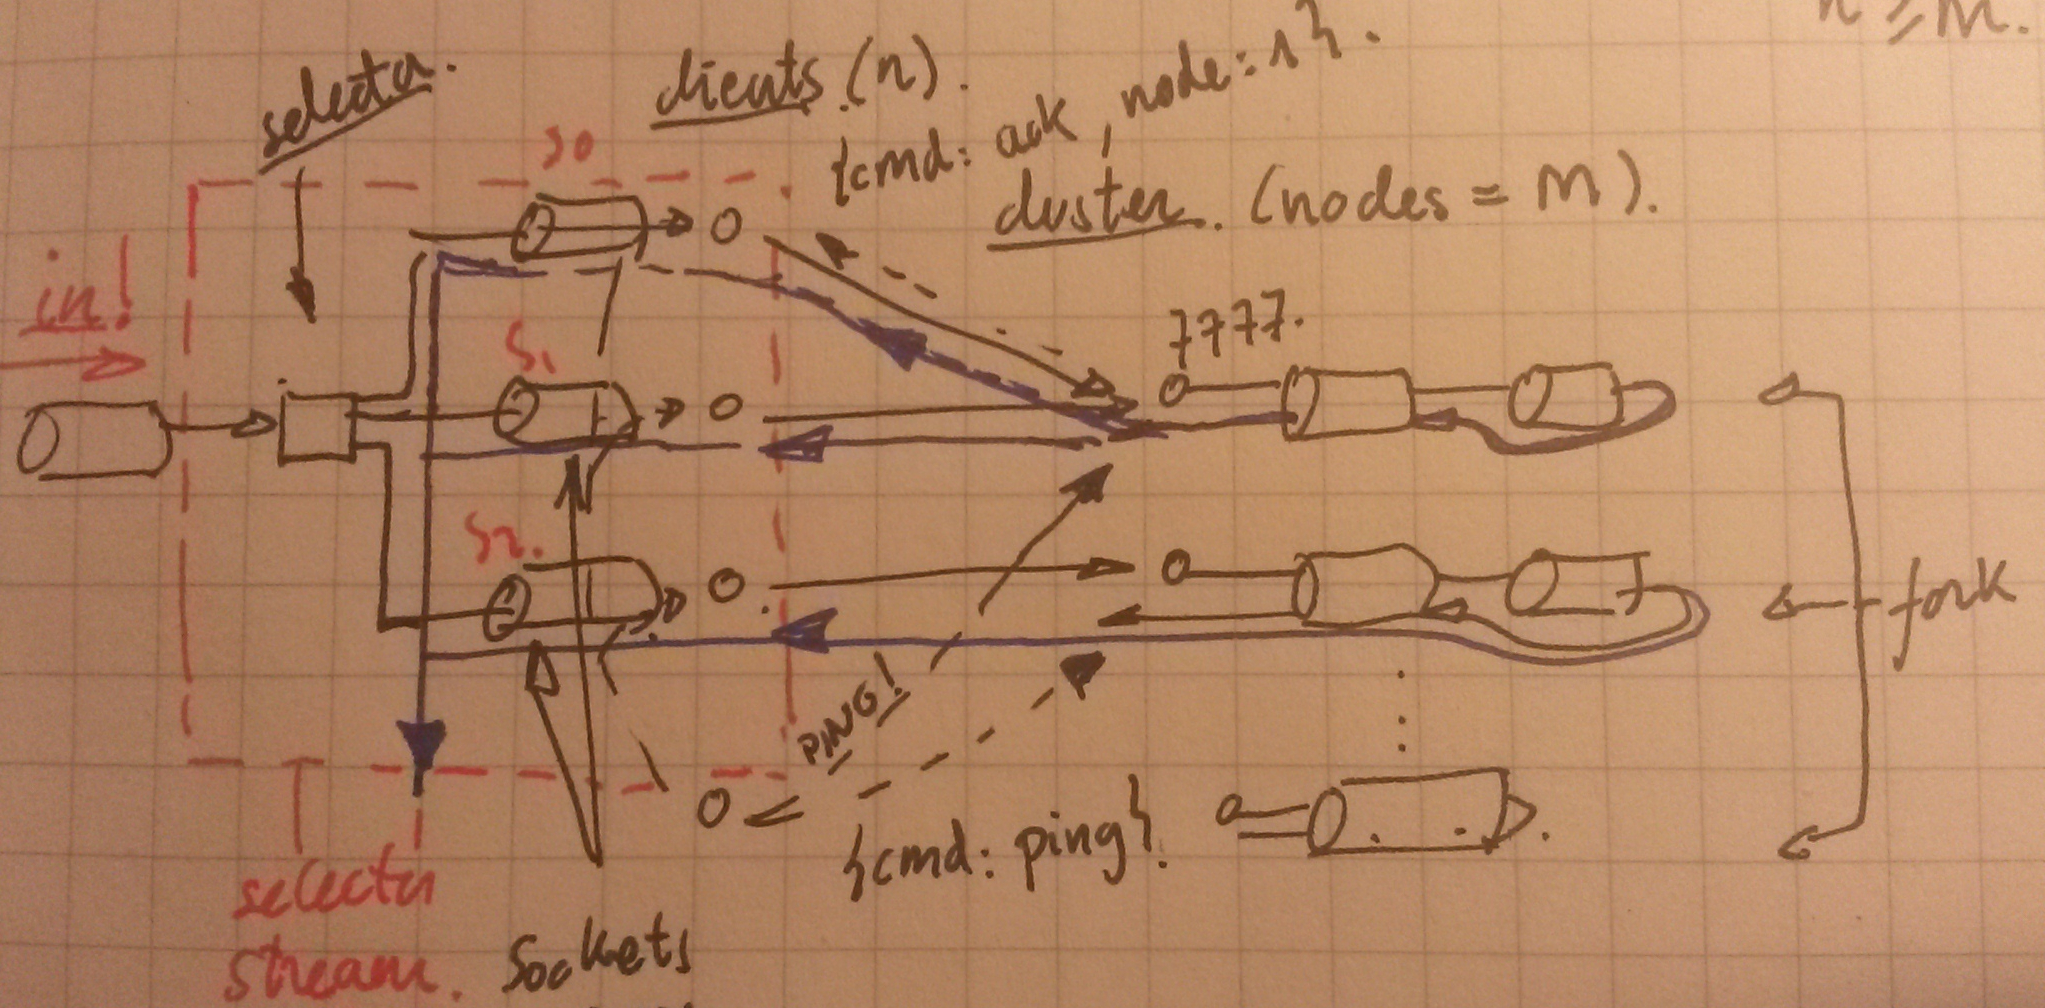 n ≥ m.
selector.
clients (n).
{cmd: ack, node: 1}.
cluster. (nodes = m).
S0
in!
7777.
S1
S2.
fork
PING!
{cmd: ping}.
selector
stream.
Sockets